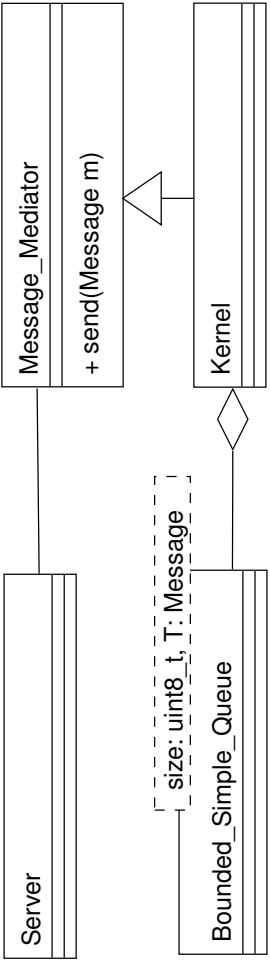 Server
Message_Mediator
+ send(Message m)
size: uint8_t, T: Message
Bounded_Simple_Queue
Kernel